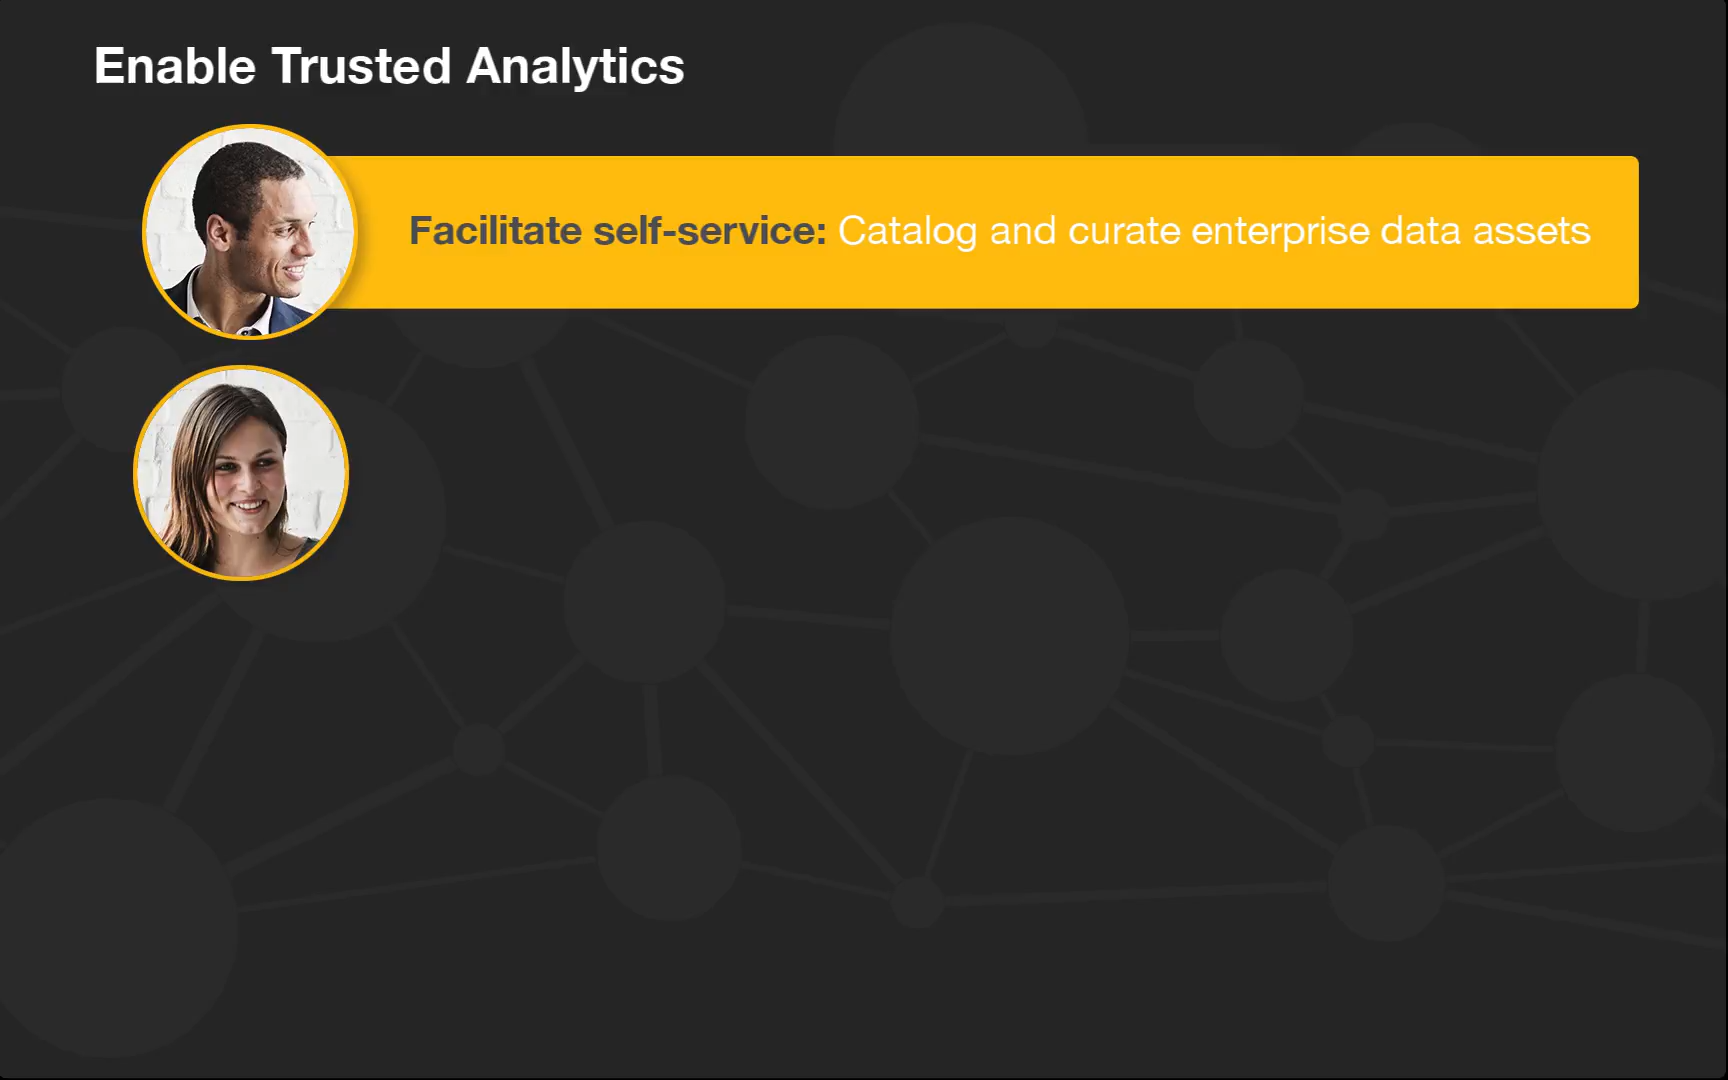 Enable Trusted Analytics
Facilitate self-service: Catalog and curate enterprise data assets